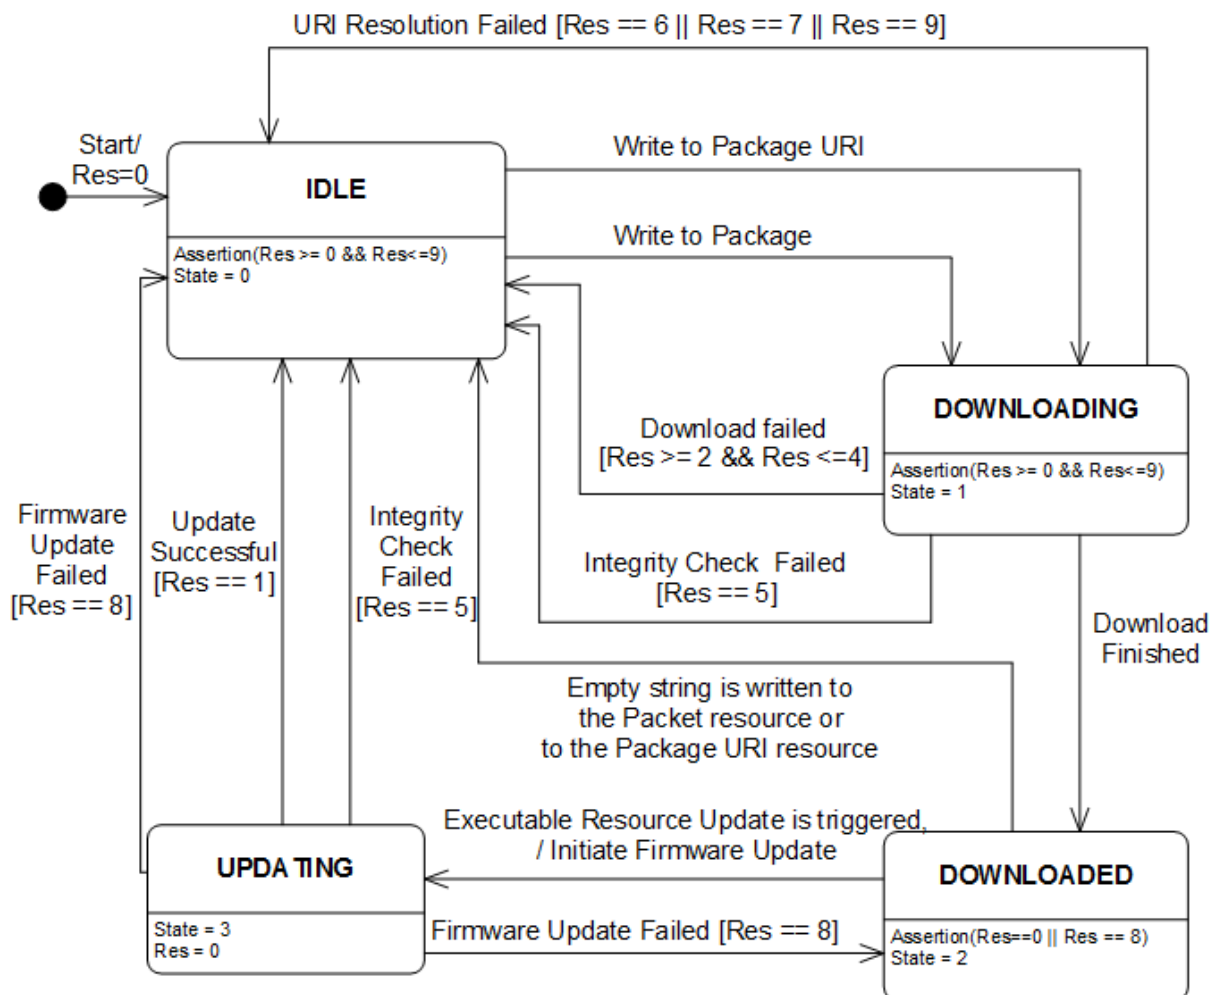 URI Resolution Failed [Res == 6 || Res == 7 || Res == 9]
Start/
Res=0
IDLE
Assertion(Res >= 0 && Res<=9)
State = 0
Write to Package URI
Write to Package
DOWNLOADING
Assertion(Res >= 0 && Res<=9)
State = 1
Download failed
[Res >= 2 && Res <=4]
Firmware
Update
Failed
[Res == 8]
Update
Successful
[Res == 1]
Integrity
Check
Failed
[Res == 5]
Integrity Check Failed
[Res == 5]
Download
Finished
Empty string is written to
the Packet resource or
to the Package URI resource
Executable Resource Update is triggered,
/ Initiate Firmware Update
UPDATING
State = 3
Res = 0
Firmware Update Failed [Res == 8]
DOWNLOADED
Assertion(Res==0 || Res == 8)
State = 2